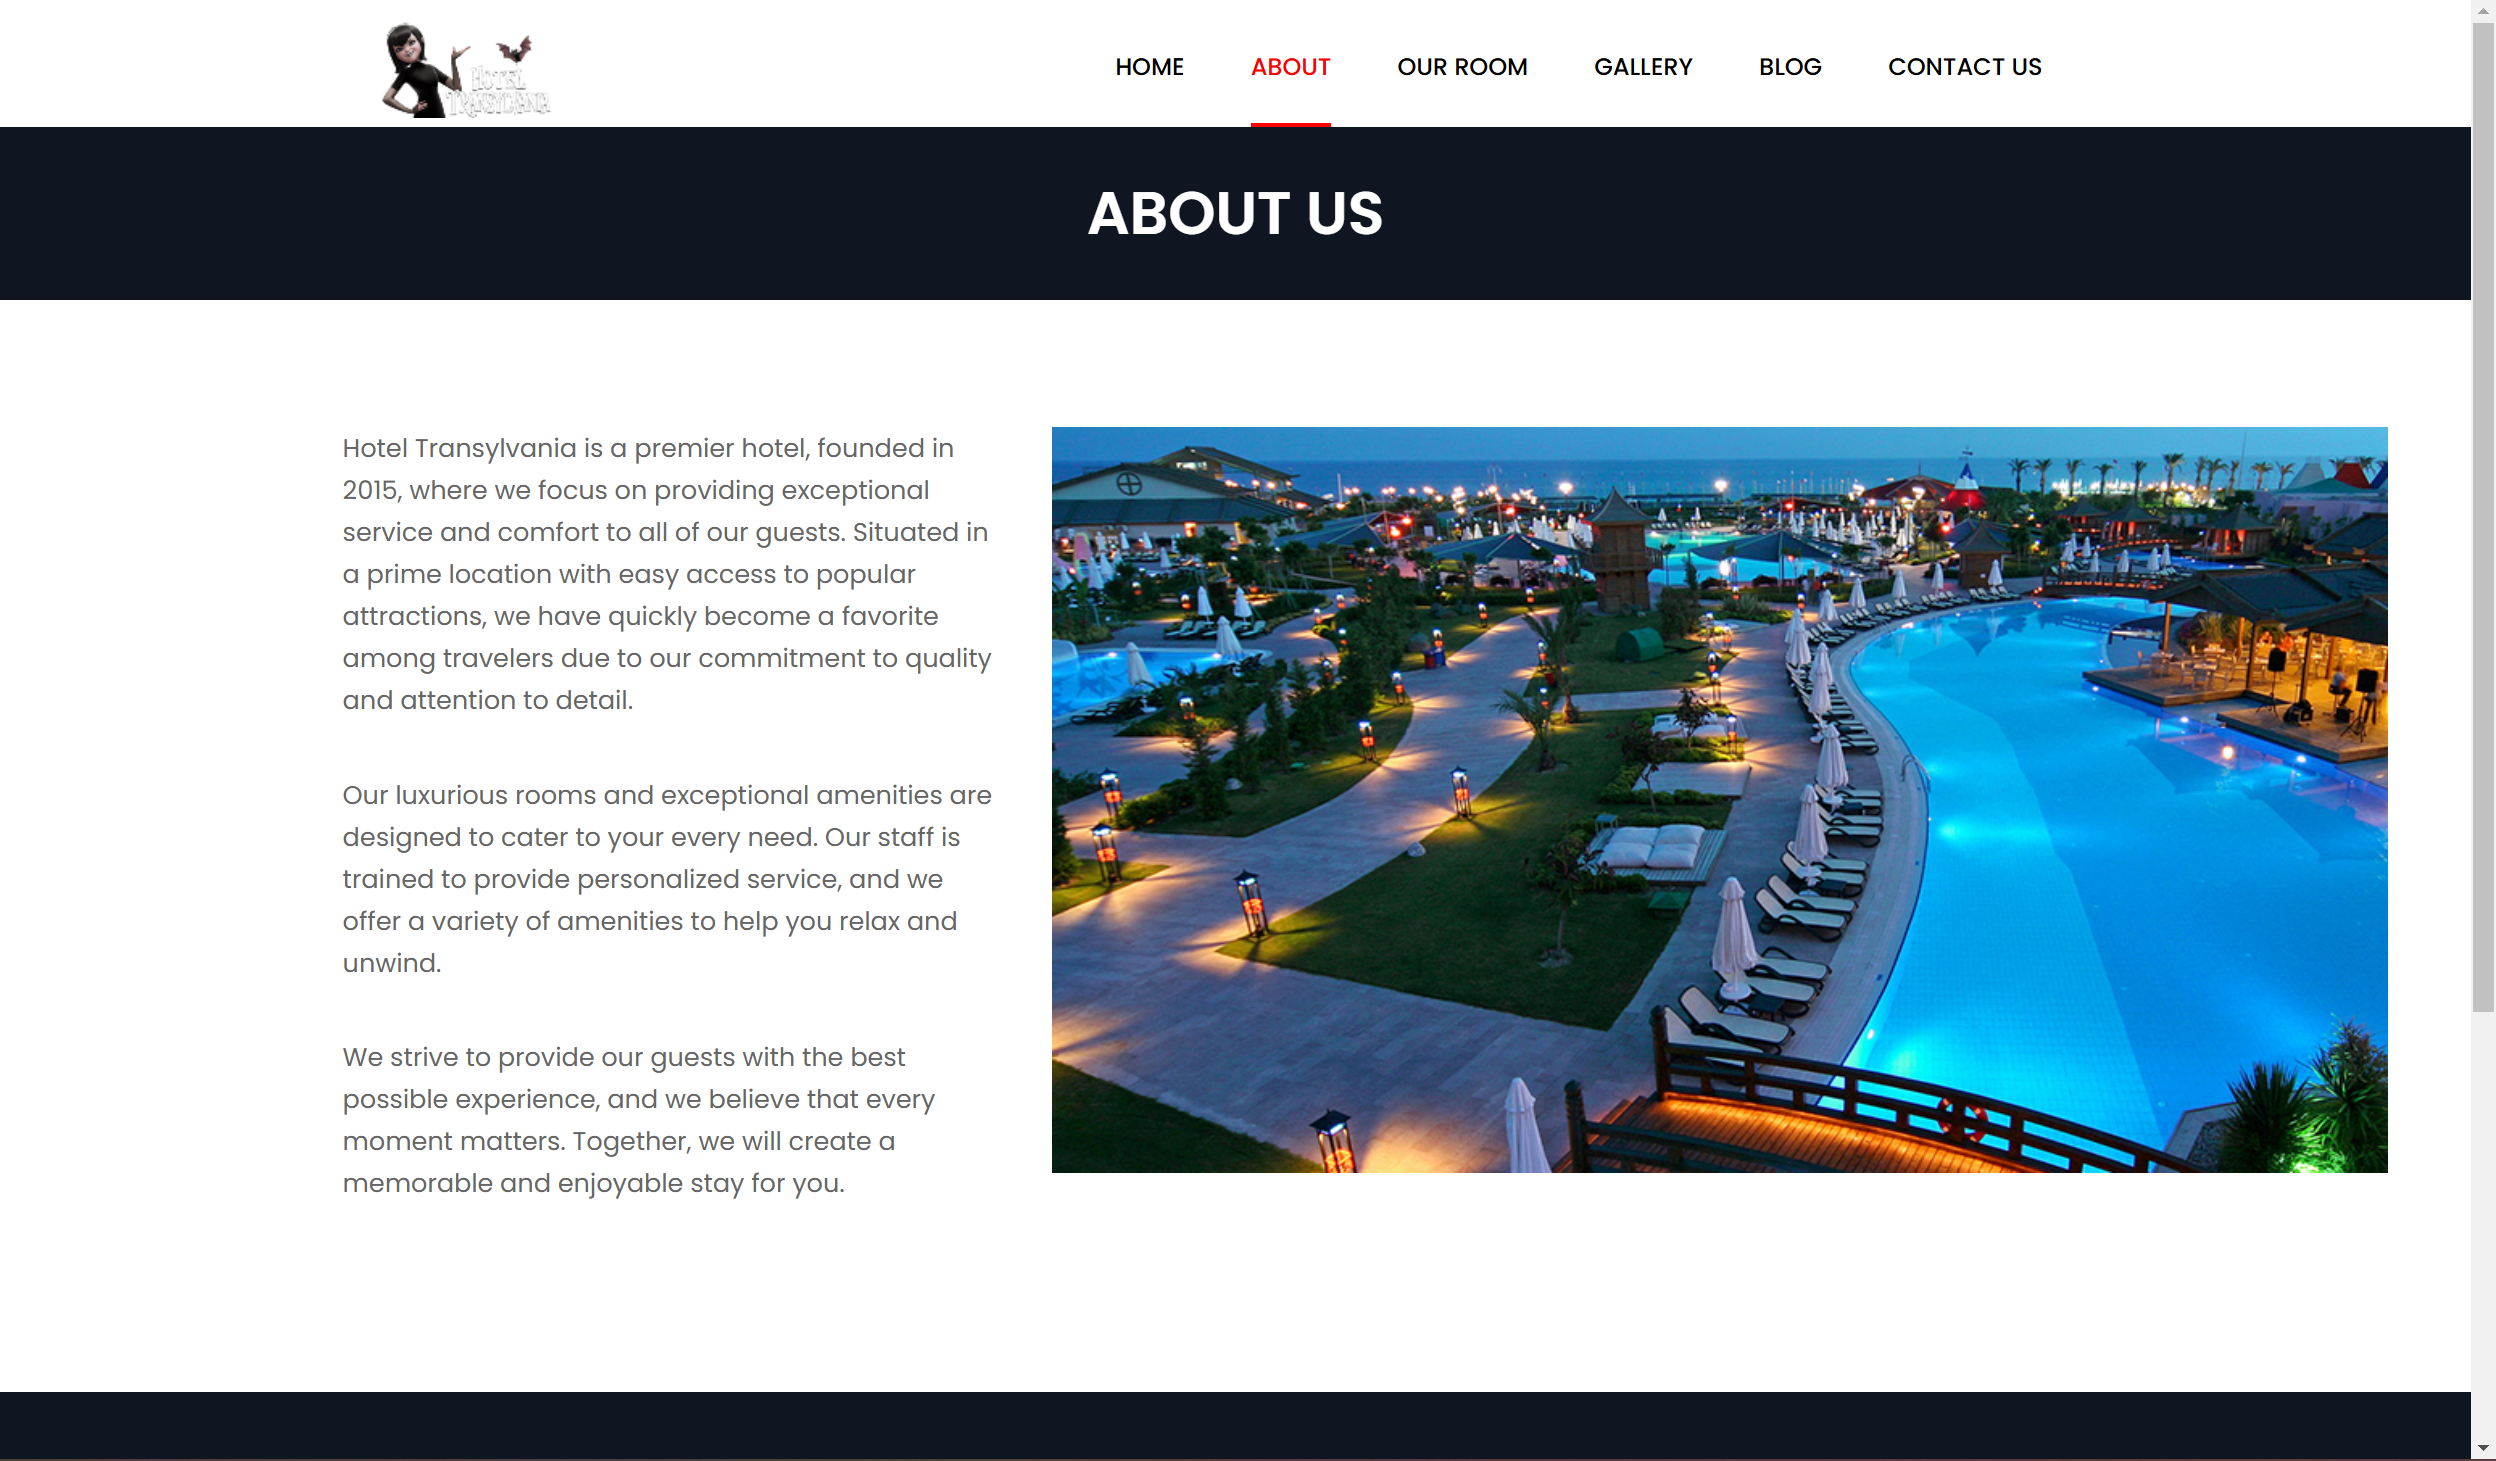 HOTEL
TRANSYLVANIA
HOME
ABOUT
OUR ROOM
GALLERY
BLOG
CONTACT US
ABOUT US
Hotel Transylvania is a premier hotel, founded in
2015, where we focus on providing exceptional
service and comfort to all of our guests. Situated in
a prime location with easy access to popular
attractions, we have quickly become a favorite
among travelers due to our commitment to quality
and attention to detail.
Our luxurious rooms and exceptional amenities are
designed to cater to your every need. Our staff is
trained to provide personalized service, and we
offer a variety of amenities to help you relax and
unwind.
We strive to provide our guests with the best
possible experience, and we believe that every
moment matters. Together, we will create a
memorable and enjoyable stay for you.